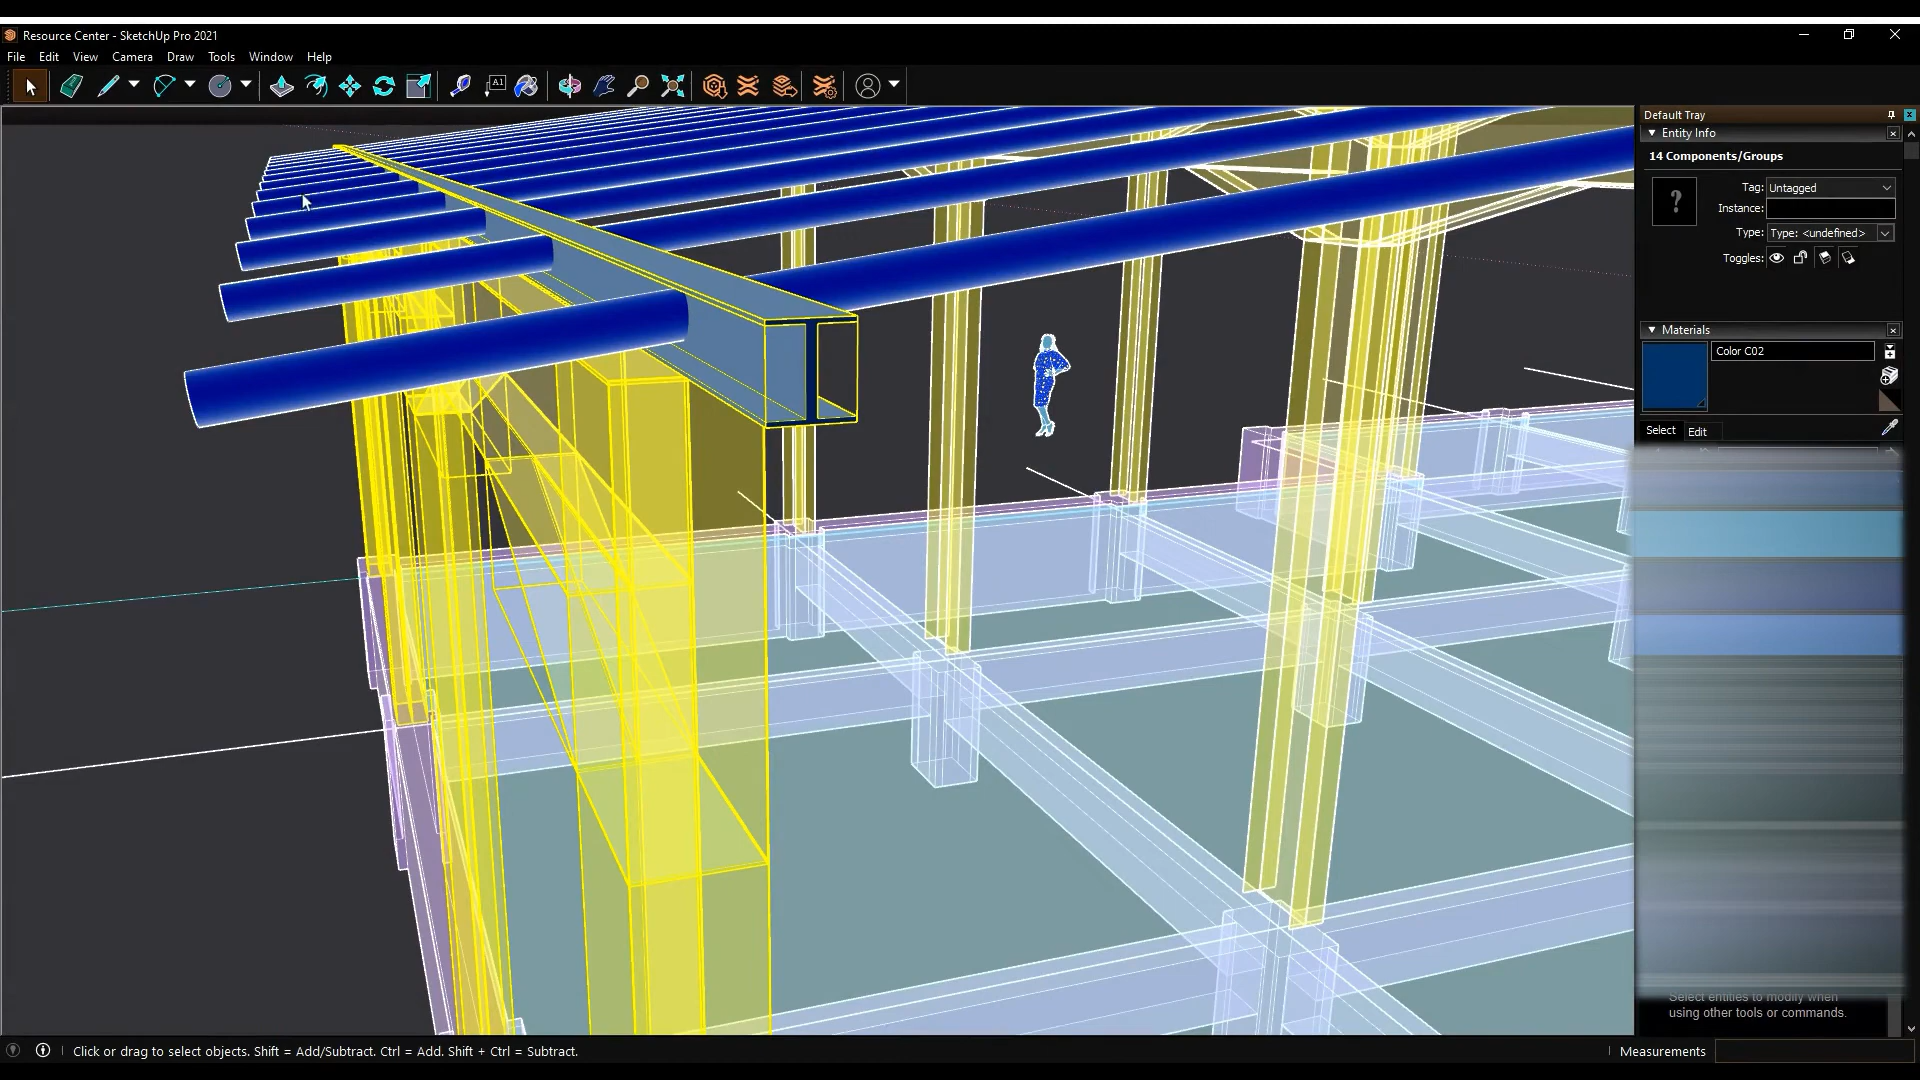 Resource Center - SketchUp Pro 2021
File Edit View Camera Draw Tools Window Help
A1
Default Tray
Entity Info
14 Components/Groups
?
Tag: Untagged
Instance:
Type: Type: <undefined>
Toggles:
Materials
Color C02
Select Edit
Select entities to modify when
using other tools or commands.
Click or drag to select objects. Shift = Add/Subtract. Ctrl = Add. Shift + Ctrl = Subtract.
Measurements